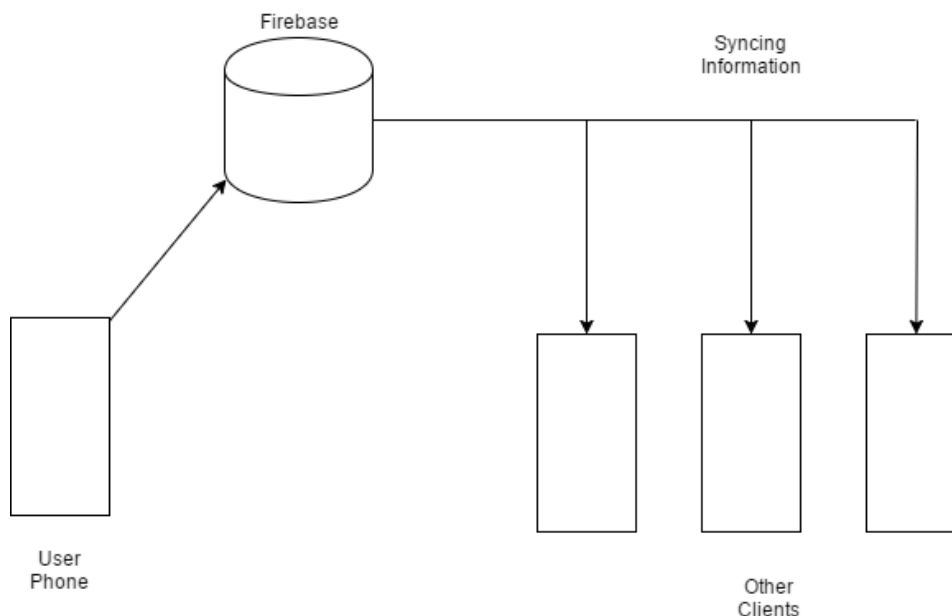 Firebase
Syncing
Information
User
Phone
Other
Clients